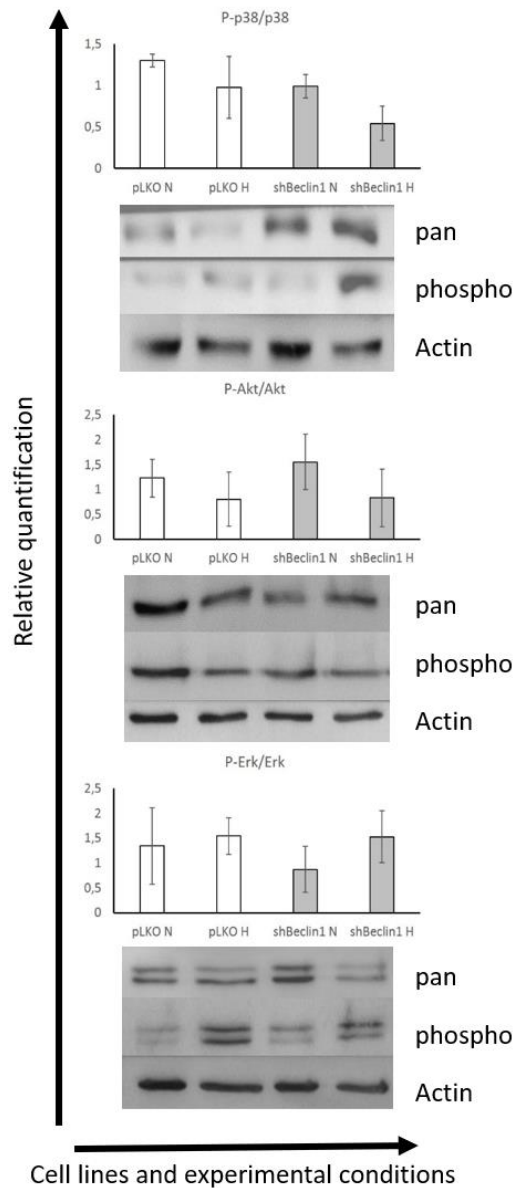 P-p38/p38
1,5
1
0,5
0
pLKO N pLKO H shBeclin1 N shBeclin1 H
pan
phospho
Actin
P-Akt/Akt
2,5
2
1,5
1
0,5
0
pLKO N pLKO H shBeclin1 N shBeclin1 H
pan
phospho
Actin
P-Erk/Erk
2,5
2
1,5
1
0,5
0
pLKO N pLKO H shBeclin1 N shBeclin1 H
pan
phospho
Actin
Relative quantification
Cell lines and experimental conditions